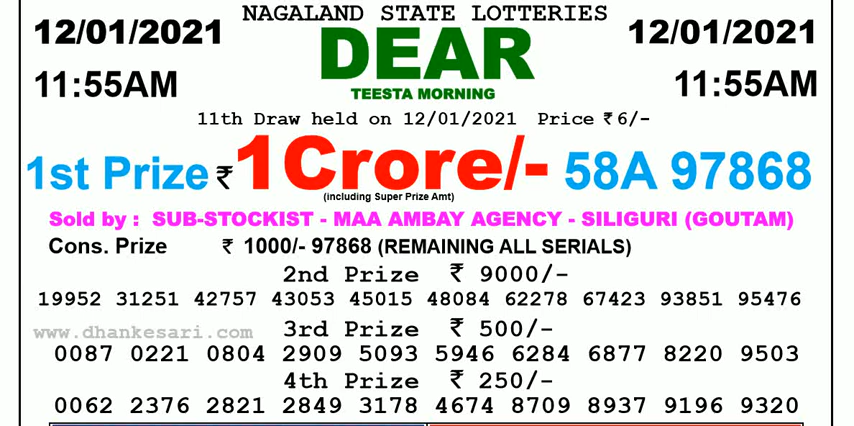 NAGALAND STATE LOTTERIES
12/01/2021 DEAR 12/01/2021
11:55AM TEESTA MORNING 11:55AM
11th Draw held on 12/01/2021 Price ₹ 6/-
1st Prize ₹ 1Crore/- 58A 97868
(including Super Prize Amt)
Sold by : SUB-STOCKIST - MAA AMBAY AGENCY - SILIGURI (GOUTAM)
Cons. Prize ₹ 1000/- 97868 (REMAINING ALL SERIALS)
2nd Prize ₹ 9000/-
19952 31251 42757 43053 45015 48084 62278 67423 93851 95476
www.dhankesari.com 3rd Prize ₹ 500/-
0087 0221 0804 2909 5093 5946 6284 6877 8220 9503
4th Prize ₹ 250/-
0062 2376 2821 2849 3178 4674 8709 8937 9196 9320